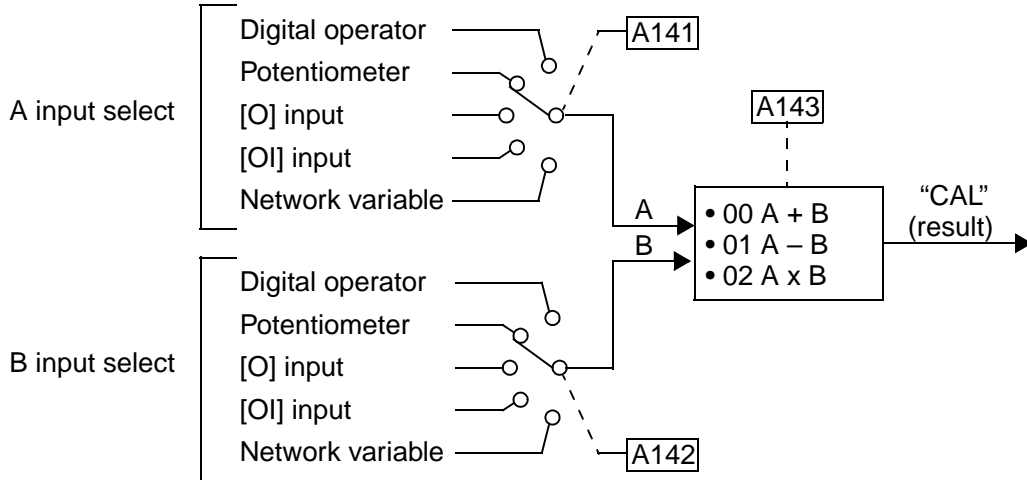 A input select
Digital operator
Potentiometer
[O] input
[OI] input
Network variable
A141
A143
A
B
• 00 A + B
• 01 A – B
• 02 A x B
“CAL”
(result)
B input select
Digital operator
Potentiometer
[O] input
[OI] input
Network variable
A142